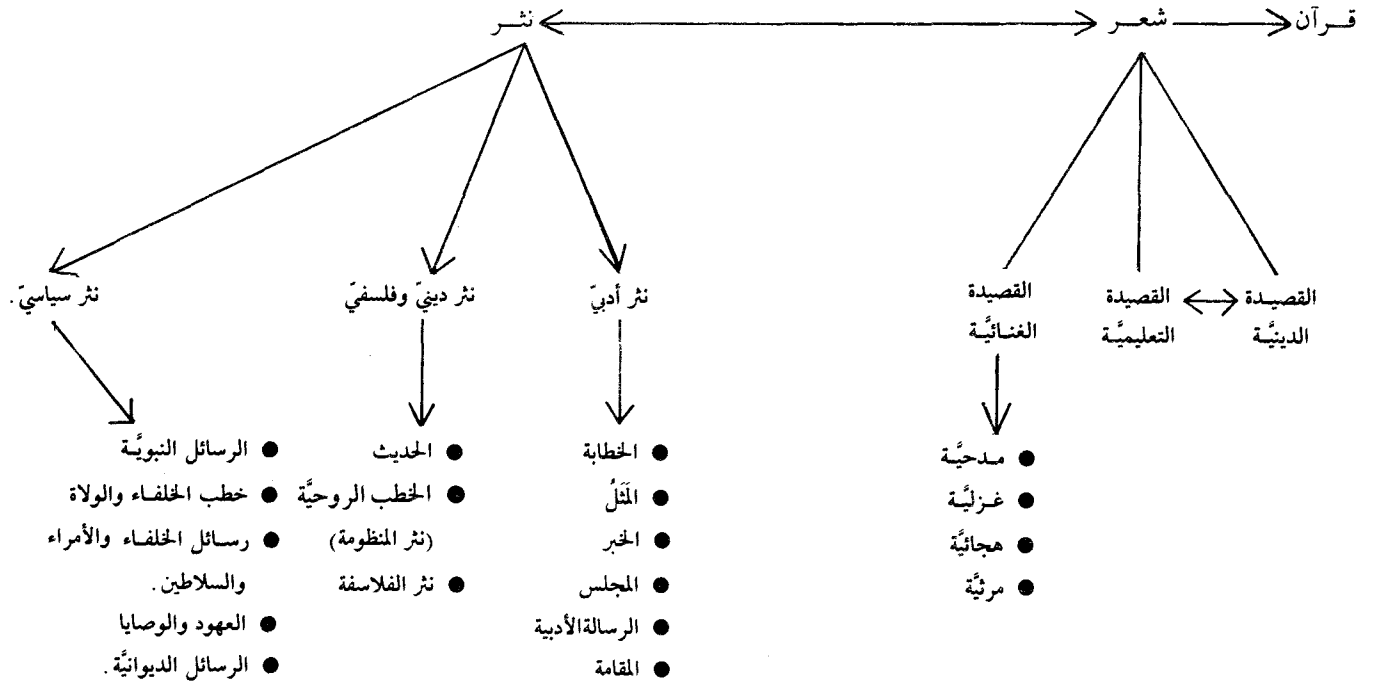 قرآن شعر نثر
القصيدة الدينيَّة
القصيدة التعليميَّة
القصيدة الغنائيَّة
● مدحيَّة
● غزليَّة
● هجائيَّة
● مرثيَّة
نثر أدبيّ
● الخطابة
● المَثَلُ
● الخبر
● المجلس
● الرسالة الأدبية
● المقامة
نثر دينيّ وفلسفيّ
● الحديث
● الخطب الروحيَّة
(نثر المنظومة)
● نثر الفلاسفة
نثر سياسيّ.
● الرسائل النبويَّة
● خطب الخلفاء والولاة
● رسائل الخلفاء والأمراء
والسلاطين.
● العهود والوصايا
● الرسائل الديوانيَّة.